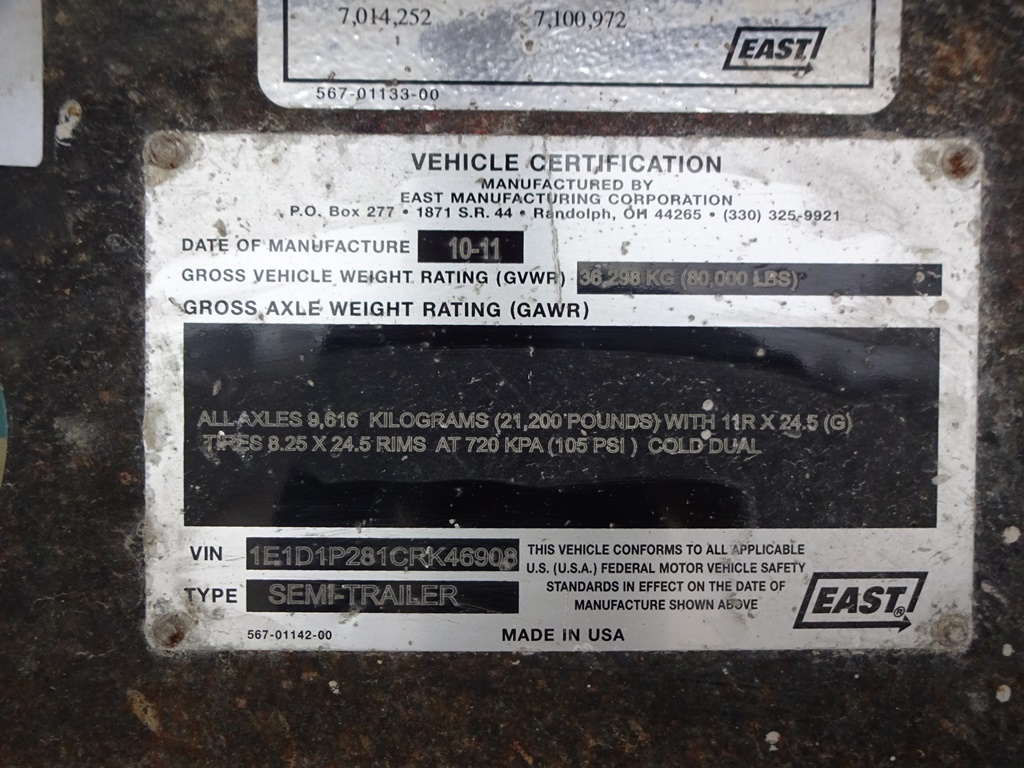 7,014,252 7,100,972
EAST
567-01133-00
VEHICLE CERTIFICATION
MANUFACTURED BY
EAST MANUFACTURING CORPORATION
P.O. Box 277 • 1871 S.R. 44 • Randolph, OH 44265 • (330) 325-9921
DATE OF MANUFACTURE 10-11
GROSS VEHICLE WEIGHT RATING (GVWR) 36,298 KG (80,000 LBS)
GROSS AXLE WEIGHT RATING (GAWR)
ALL AXLES 9,616 KILOGRAMS (21,200 POUNDS) WITH 11R X 24.5 (G)
TIRES 8.25 X 24.5 RIMS AT 720 KPA (105 PSI ) COLD DUAL
VIN 1E1D1P281CRK46908
TYPE SEMI-TRAILER
THIS VEHICLE CONFORMS TO ALL APPLICABLE
U.S. (U.S.A.) FEDERAL MOTOR VEHICLE SAFETY
STANDARDS IN EFFECT ON THE DATE OF
MANUFACTURE SHOWN ABOVE
EAST®
567-01142-00 MADE IN USA